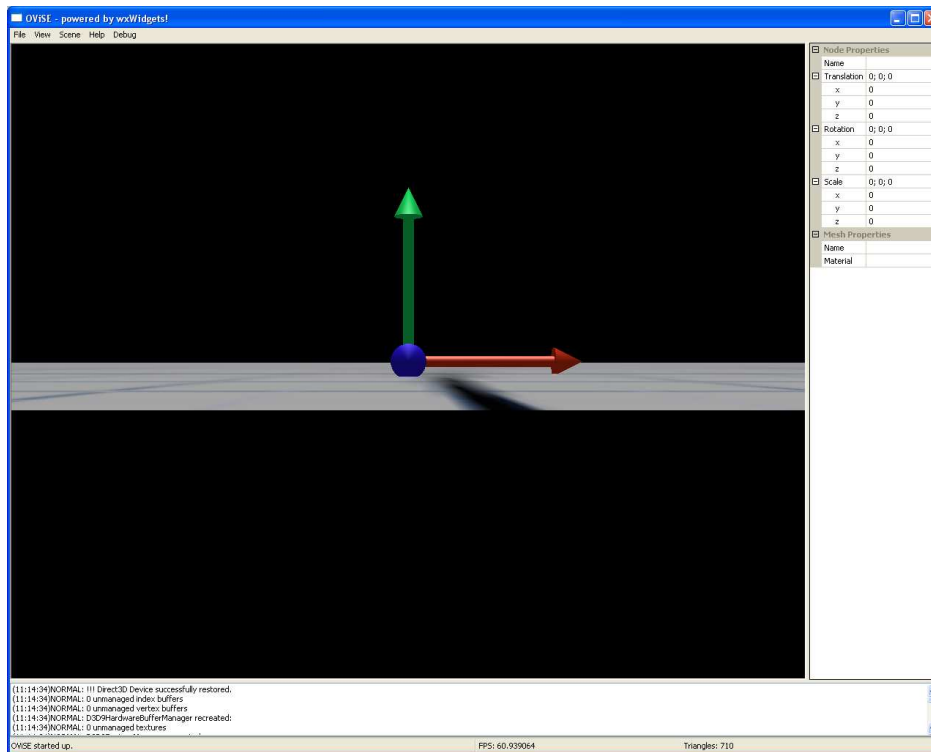 OViSE - powered by wxWidgets!
File View Scene Help Debug
Node Properties
Name
Translation 0; 0; 0
x 0
y 0
z 0
Rotation 0; 0; 0
x 0
y 0
z 0
Scale 0; 0; 0
x 0
y 0
z 0
Mesh Properties
Name
Material
(11:14:34)NORMAL: !!! Direct3D Device successfully restored.
(11:14:34)NORMAL: 0 unmanaged index buffers
(11:14:34)NORMAL: 0 unmanaged vertex buffers
(11:14:34)NORMAL: D3D9HardwareBufferManager recreated:
(11:14:34)NORMAL: 0 unmanaged textures
OViSE started up. FPS: 60.939064 Triangles: 710